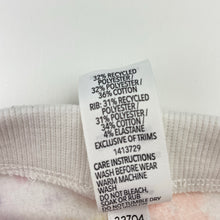 32% RECYCLED
POLYESTER /
32% POLYESTER /
36% COTTON
RIB: 31% RECYCLED
POLYESTER /
31% POLYESTER /
34% COTTON /
4% ELASTANE
EXCLUSIVE OF TRIMS
1413729
CARE INSTRUCTIONS
WASH BEFORE WEAR
WARM MACHINE
WASH
DO NOT BLEACH,
SOAK OR RUB